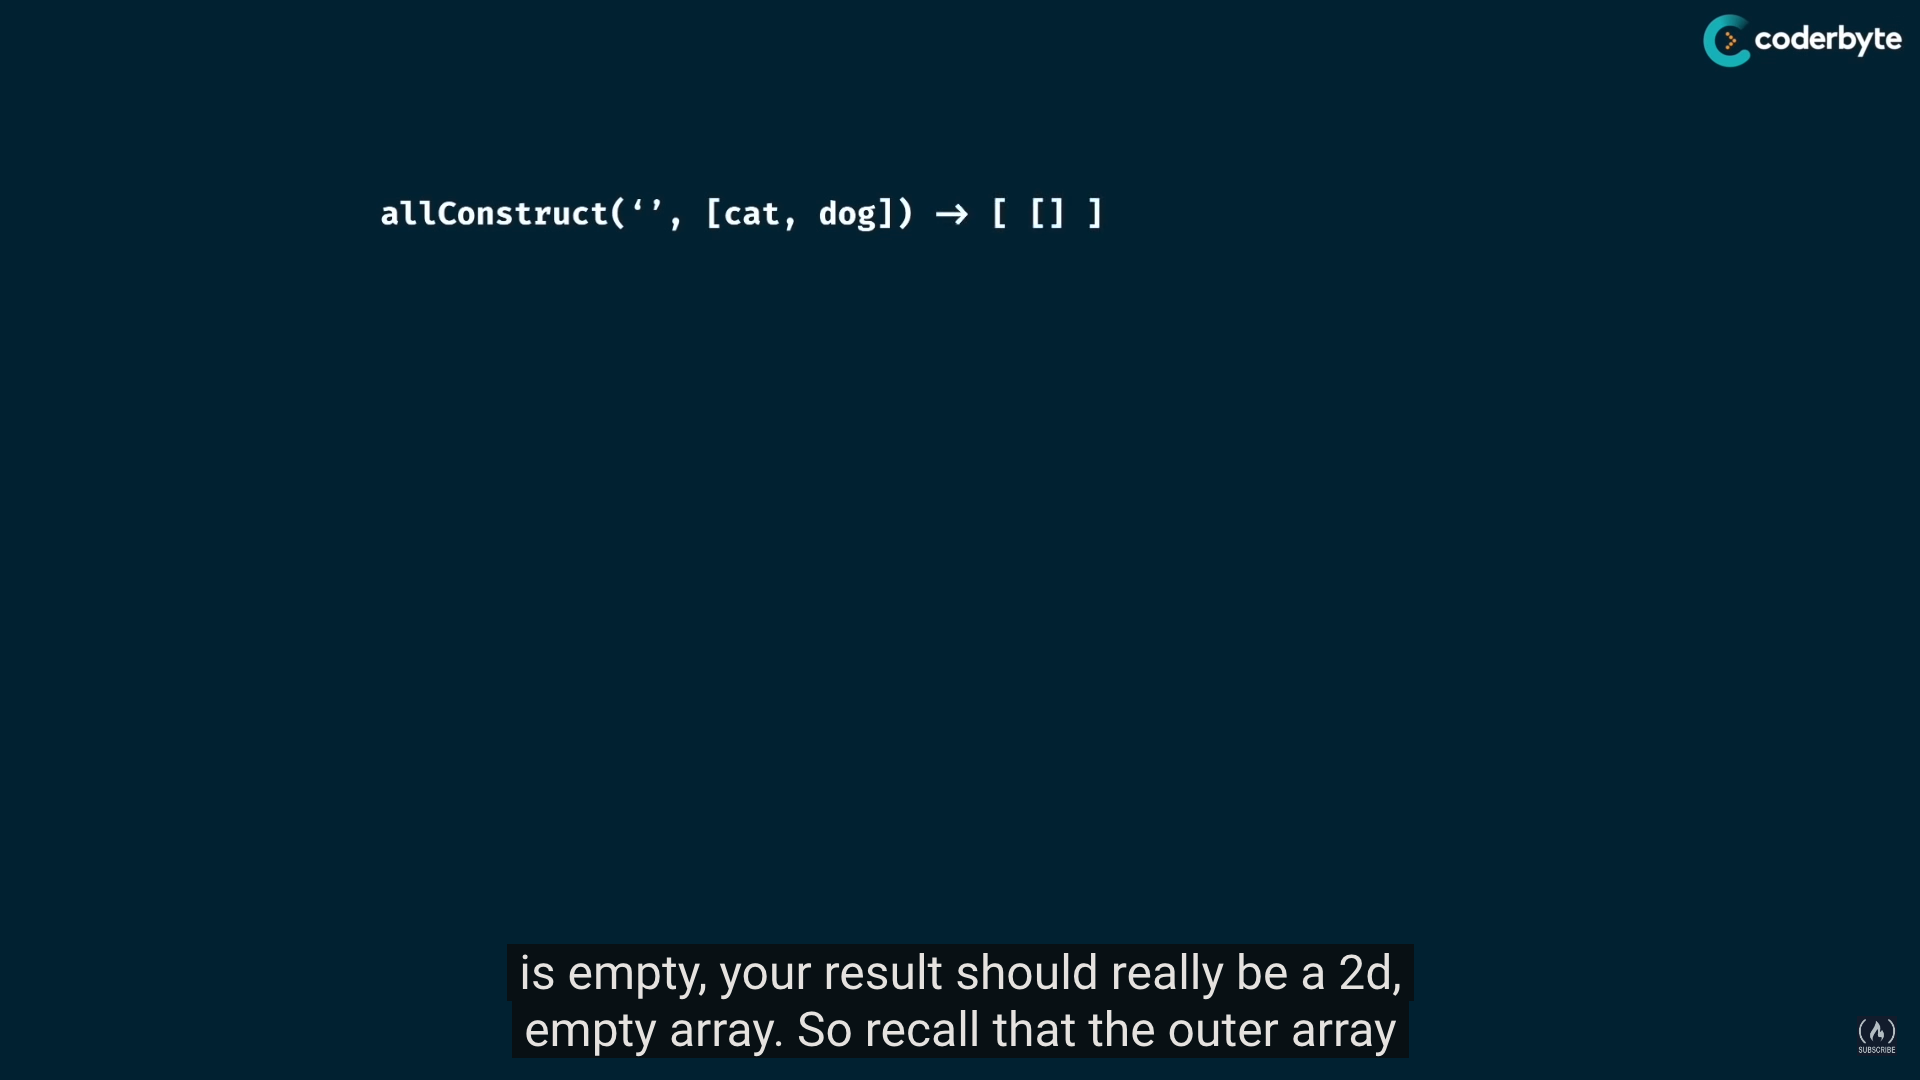 coderbyte
allConstruct(‘’, [cat, dog]) → [ [] ]
is empty, your result should really be a 2d,
empty array. So recall that the outer array
SUBSCRIBE